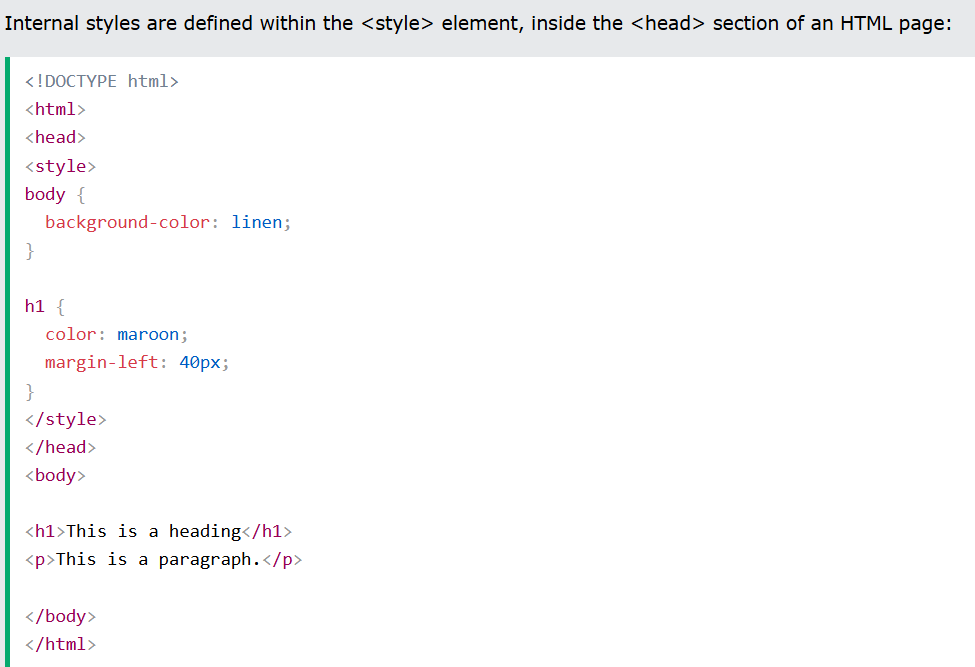 Internal styles are defined within the <style> element, inside the <head> section of an HTML page:
<!DOCTYPE html>
<html>
<head>
<style>
body {
  background-color: linen;
}

h1 {
  color: maroon;
  margin-left: 40px;
}
</style>
</head>
<body>

<h1>This is a heading</h1>
<p>This is a paragraph.</p>

</body>
</html>